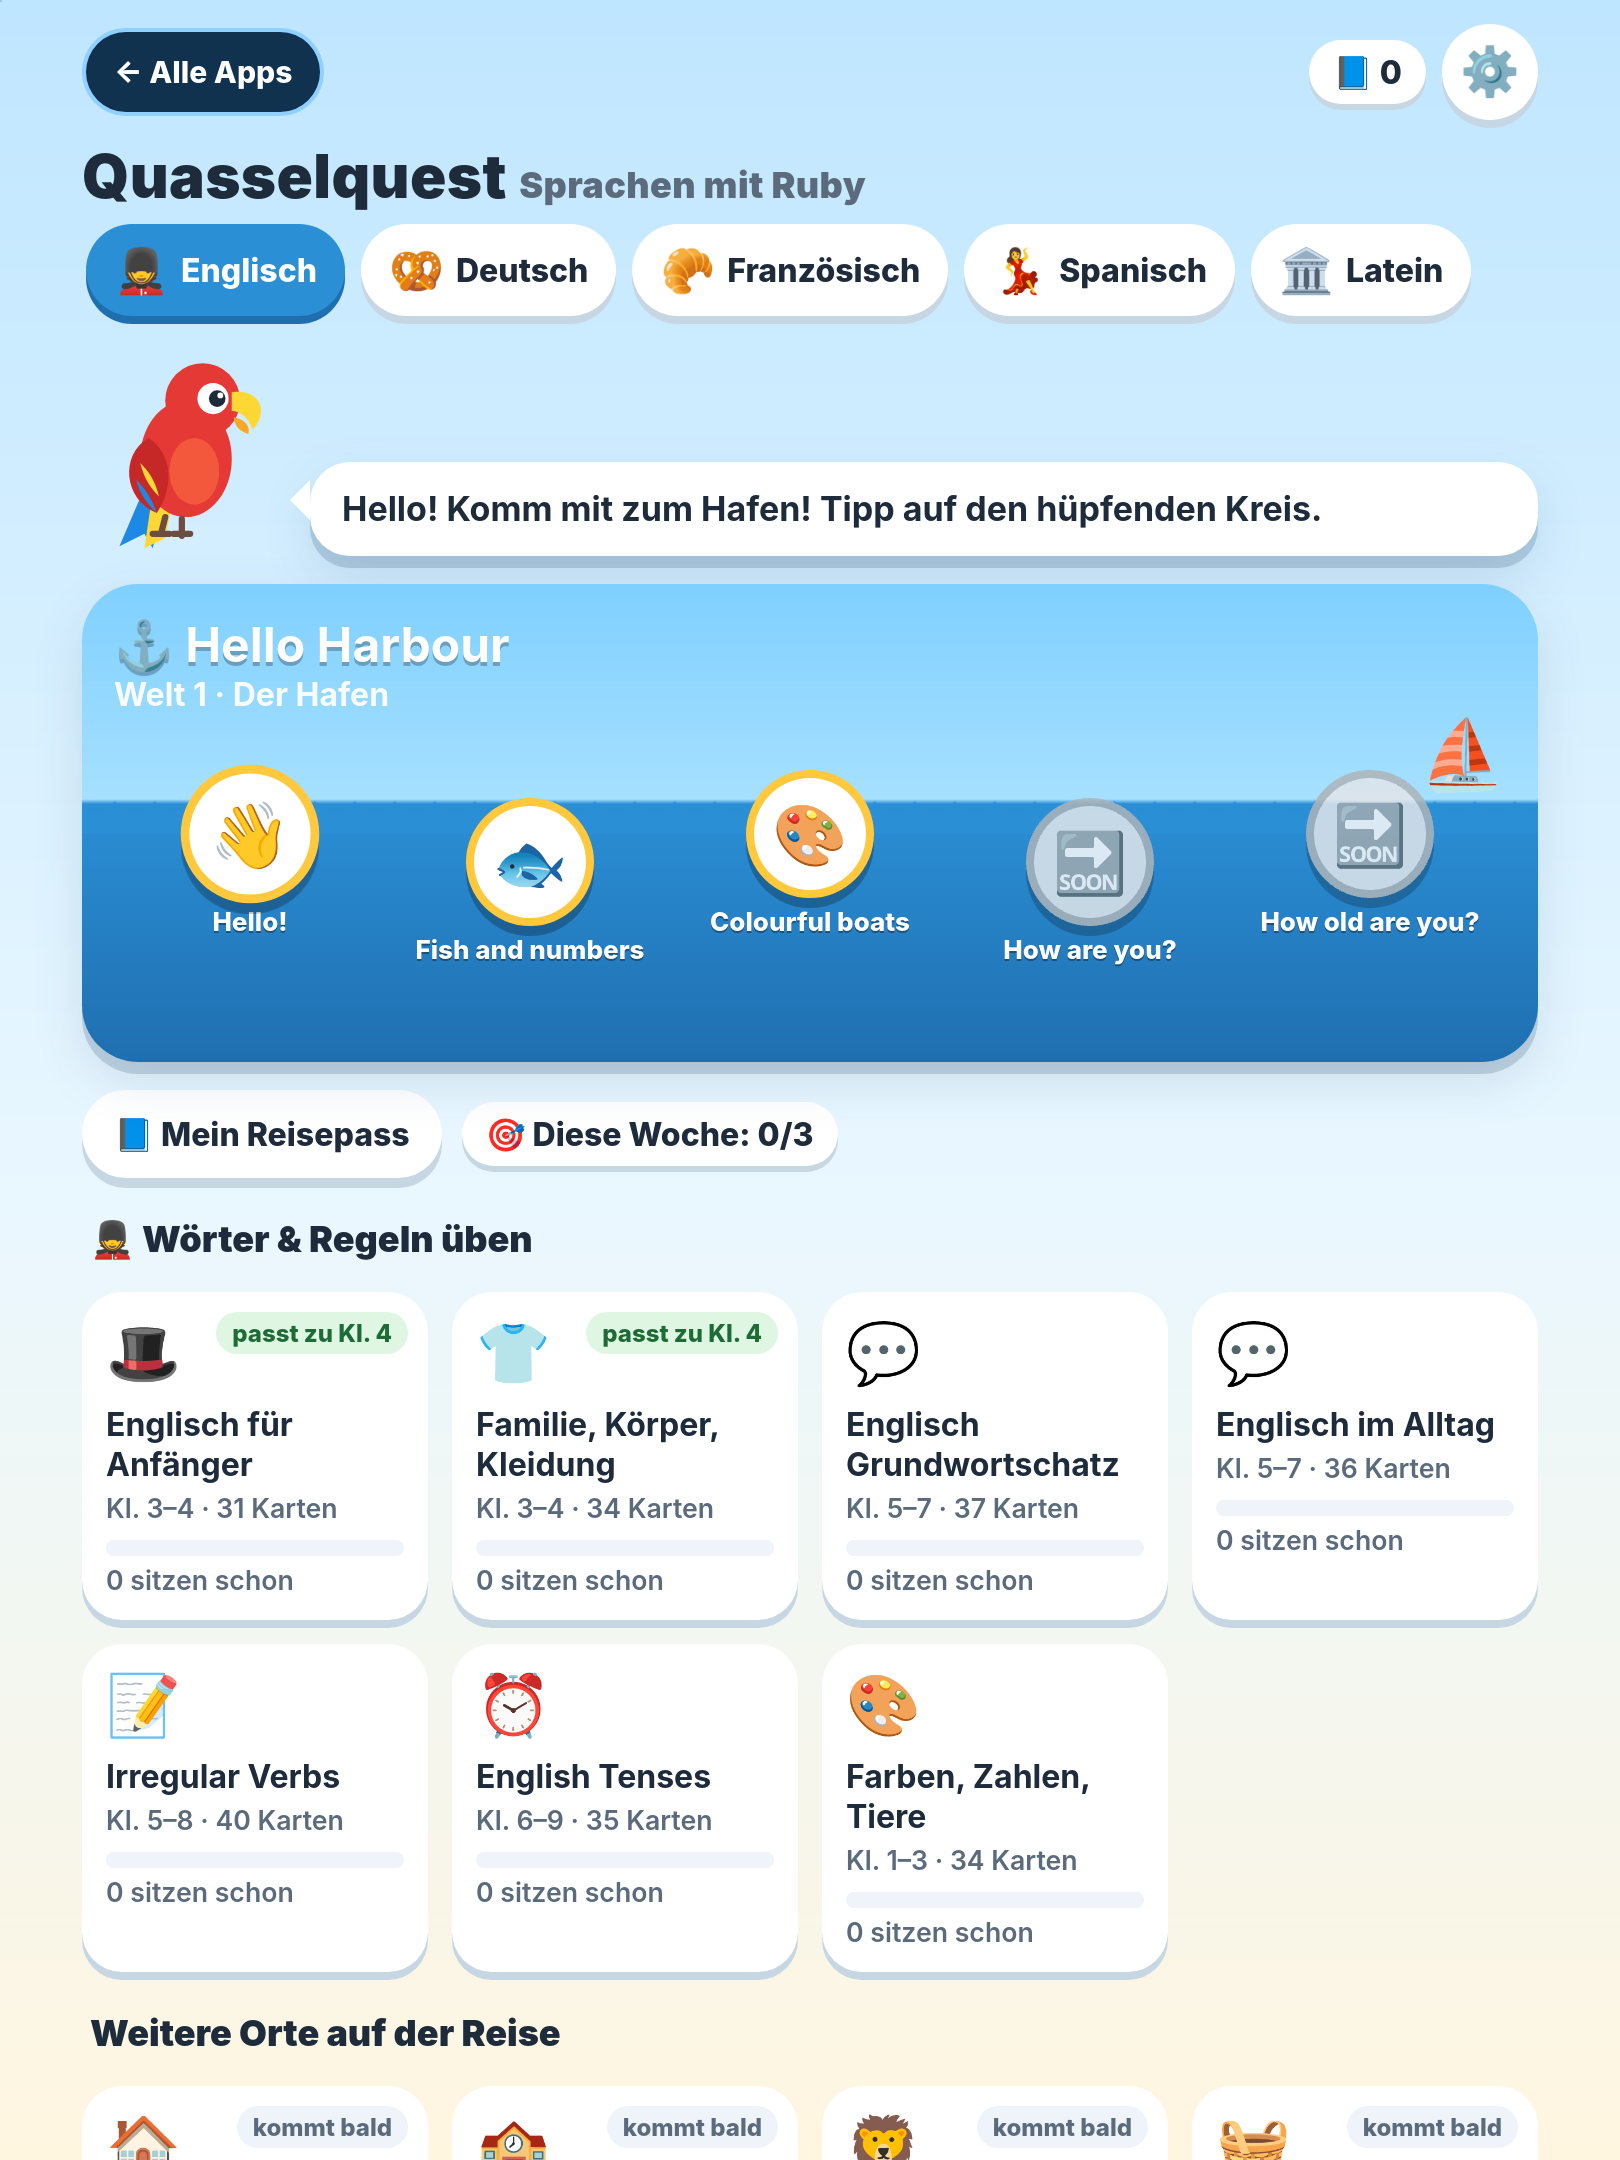 ← Alle Apps
0
Quasselquest Sprachen mit Ruby
Englisch
Deutsch
Französisch
Spanisch
Latein
Hello! Komm mit zum Hafen! Tipp auf den hüpfenden Kreis.
Hello Harbour
Welt 1 · Der Hafen
SOON
SOON
Hello!
Fish and numbers
Colourful boats
How are you?
How old are you?
Mein Reisepass
Diese Woche: 0/3
Wörter & Regeln üben
passt zu Kl. 4
Englisch für
Anfänger
Kl. 3–4 · 31 Karten
0 sitzen schon
passt zu Kl. 4
Familie, Körper,
Kleidung
Kl. 3–4 · 34 Karten
0 sitzen schon
Englisch
Grundwortschatz
Kl. 5–7 · 37 Karten
0 sitzen schon
Englisch im Alltag
Kl. 5–7 · 36 Karten
0 sitzen schon
Irregular Verbs
Kl. 5–8 · 40 Karten
0 sitzen schon
English Tenses
Kl. 6–9 · 35 Karten
0 sitzen schon
Farben, Zahlen,
Tiere
Kl. 1–3 · 34 Karten
0 sitzen schon
Weitere Orte auf der Reise
kommt bald
kommt bald
kommt bald
kommt bald